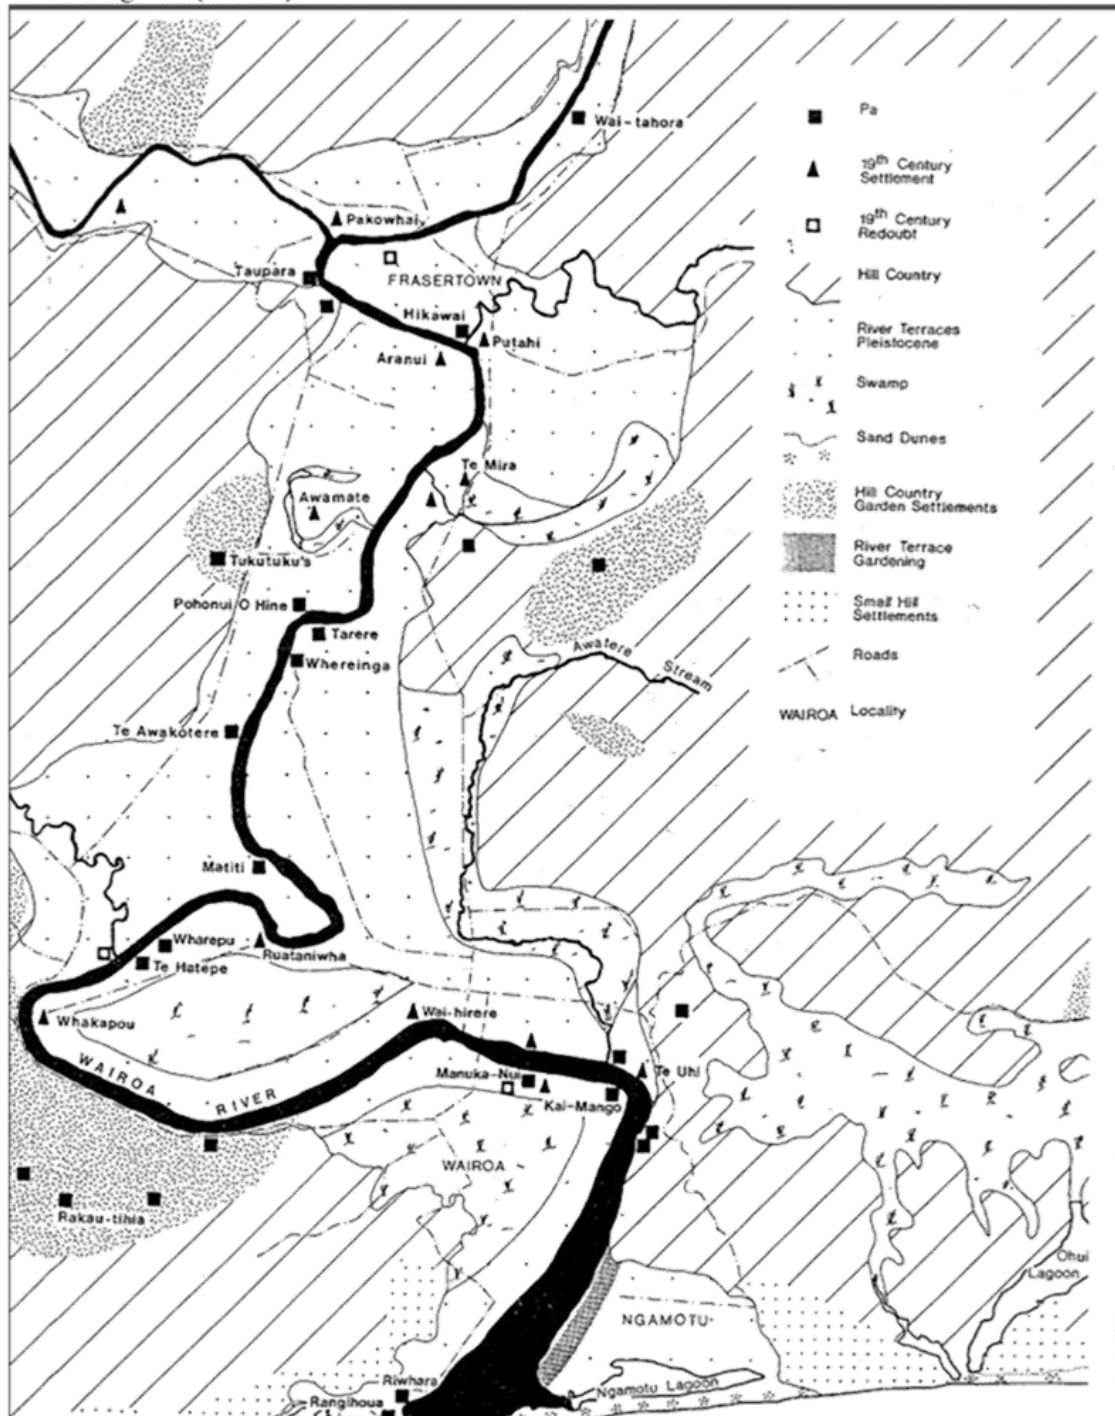 Wai-tahora
Pakowhai
Taupara
FRASERTOWN
Hikawai
Putahi
Aranui
Te Mira
Awamate
Tukutuku's
Pohonui O Hine
Tarere
Whereinga
Awatere Stream
Te Awakotere
Matiti
Wharepu
Te Hatepe
Ruataniwha
Whakapou
Wai-hirere
WAIROA RIVER
Manuka-Nui
Te Uhi
Kai-Mango
WAIROA
Rakau-tihia
Ohui
Lagoon
NGAMOTU
Ngamotu Lagoon
Riwhara
Rangihoua
Pa
19th Century
Settlement
19th Century
Redoubt
Hill Country
River Terraces
Pleistocene
Swamp
Sand Dunes
Hill Country
Garden Settlements
River Terrace
Gardening
Small Hill
Settlements
Roads
WAIROA Locality